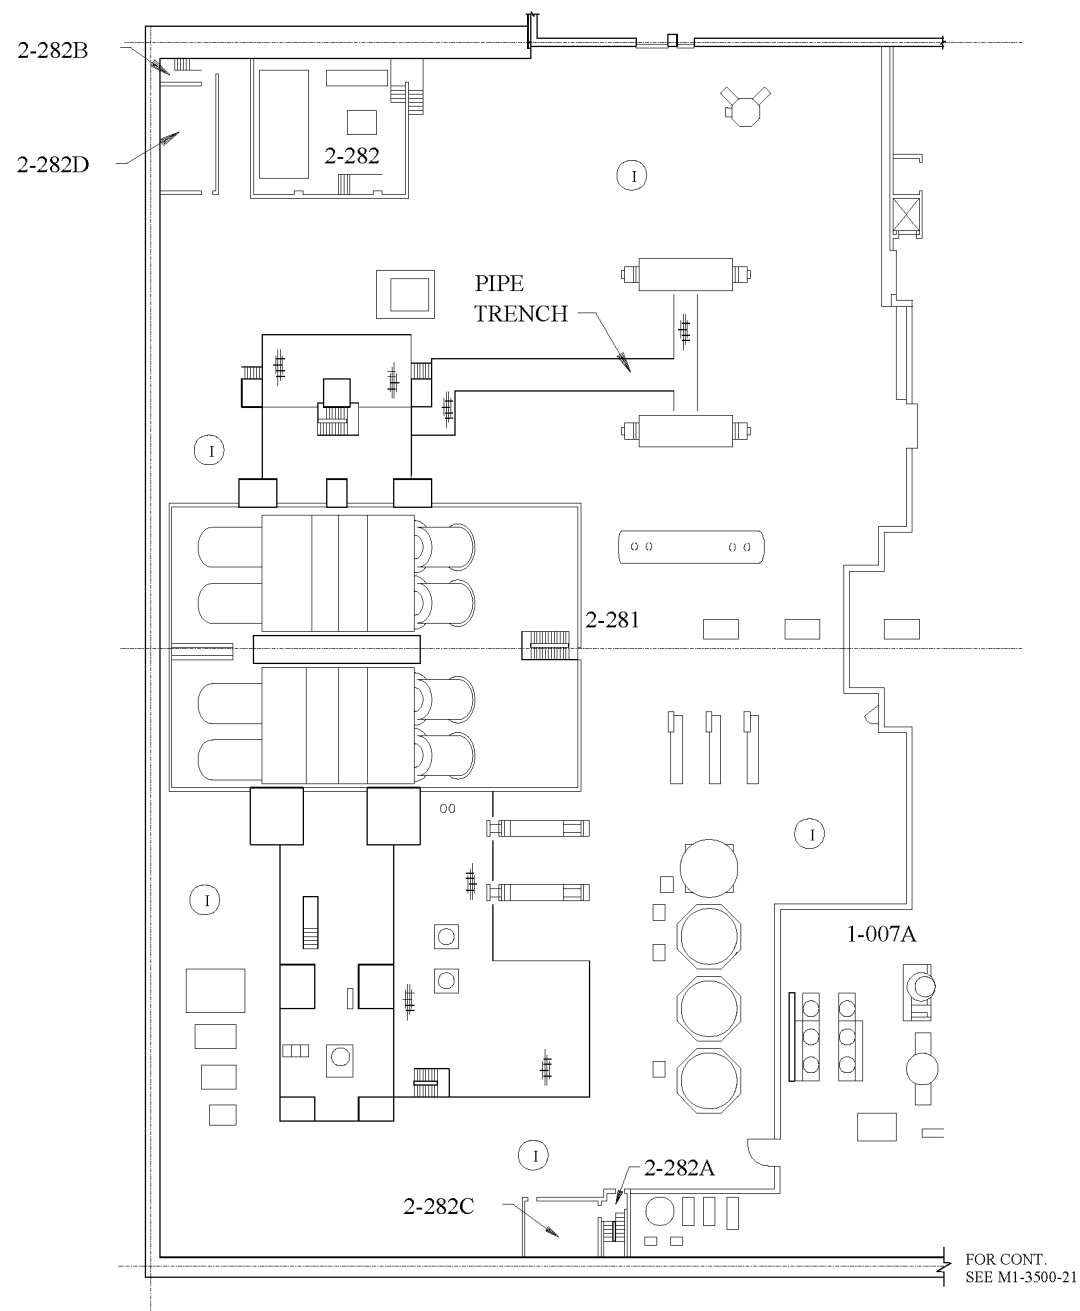 2-282B
2-282D
2-282
I
PIPE
TRENCH
I
2-281
I
I
1-007A
I
2-282A
2-282C
FOR CONT.
SEE M1-3500-21